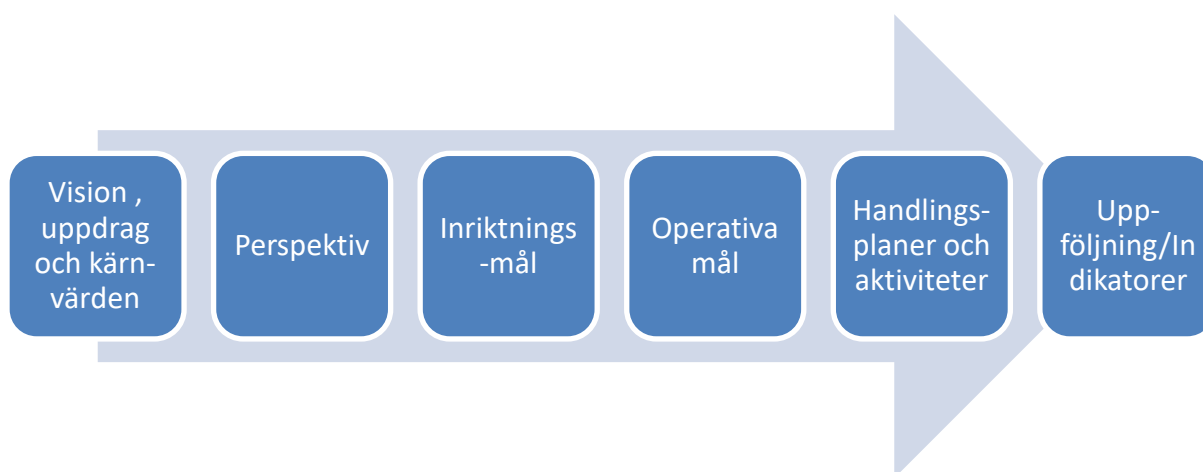 Vision ,
uppdrag
och kärn-
värden
Perspektiv
Inriktnings
-mål
Operativa
mål
Handlings-
planer och
aktiviteter
Upp-
följning/In
dikatorer